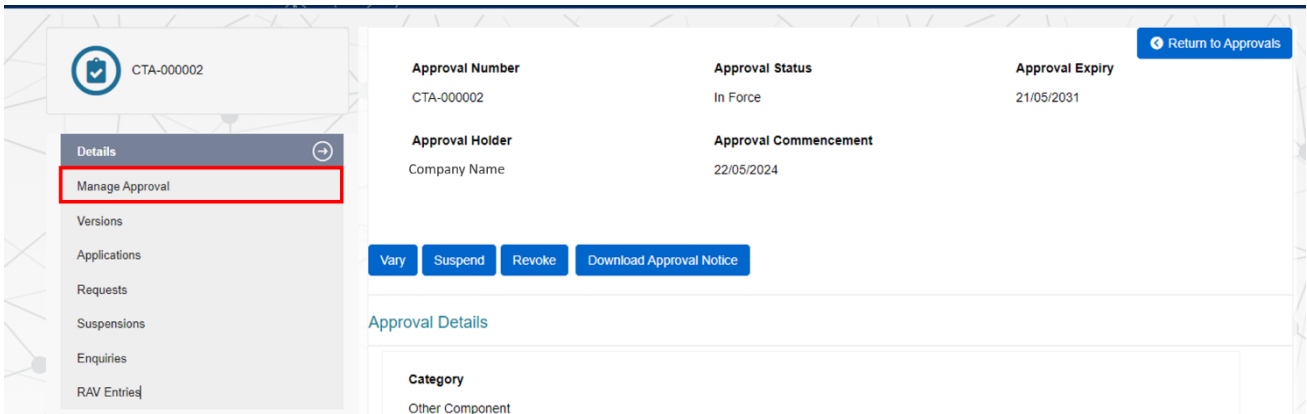 CTA-000002
Details
Manage Approval
Versions
Applications
Requests
Suspensions
Enquiries
RAV Entries
Return to Approvals
Approval Number Approval Status Approval Expiry
CTA-000002 In Force 21/05/2031
Approval Holder Approval Commencement
Company Name 22/05/2024
Vary Suspend Revoke Download Approval Notice
Approval Details
Category
Other Component